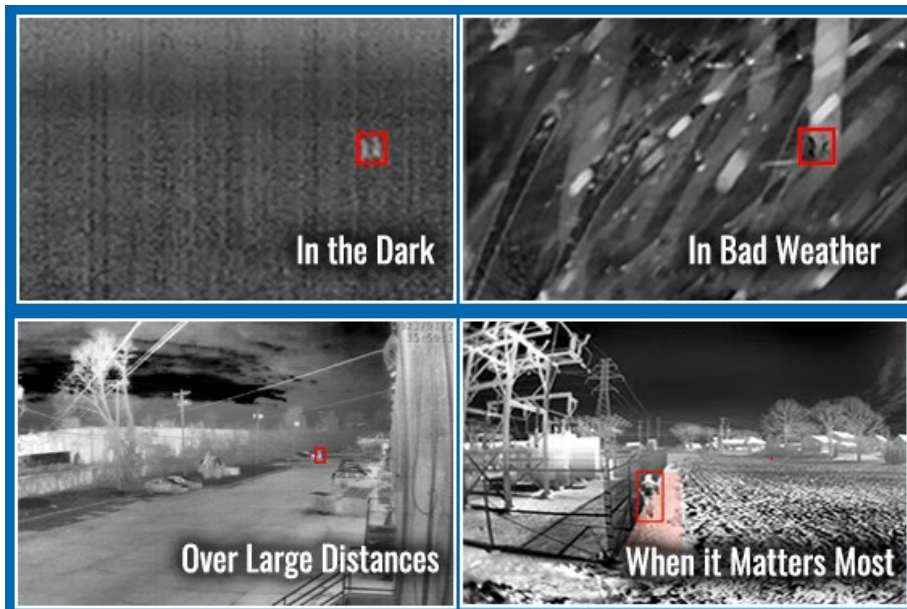 In the Dark
In Bad Weather
Over Large Distances
When it Matters Most